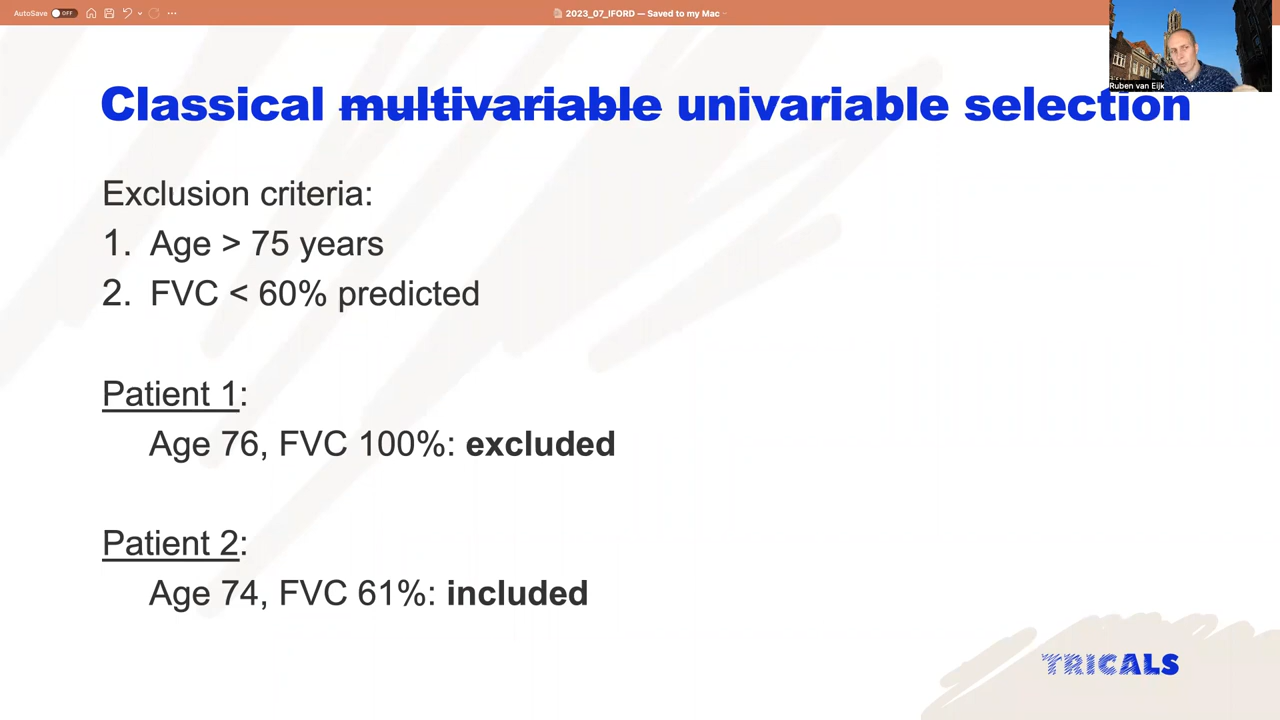 AutoSave OFF
2023_07_IFORD — Saved to my Mac
Ruben van Eijk
Classical multivariable univariable selection
Exclusion criteria:
1. Age > 75 years
2. FVC < 60% predicted
Patient 1:
Age 76, FVC 100%: excluded
Patient 2:
Age 74, FVC 61%: included
TRICALS